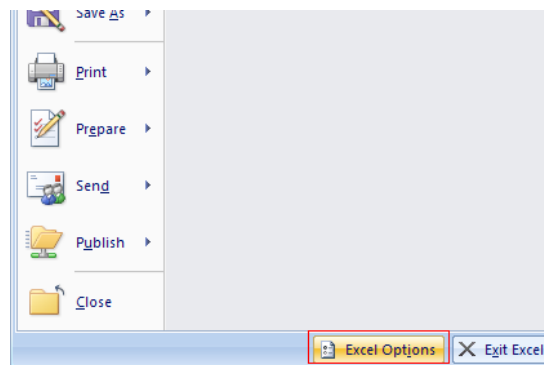 Save As
Print
Prepare
Send
Publish
Close
Excel Options
Exit Excel